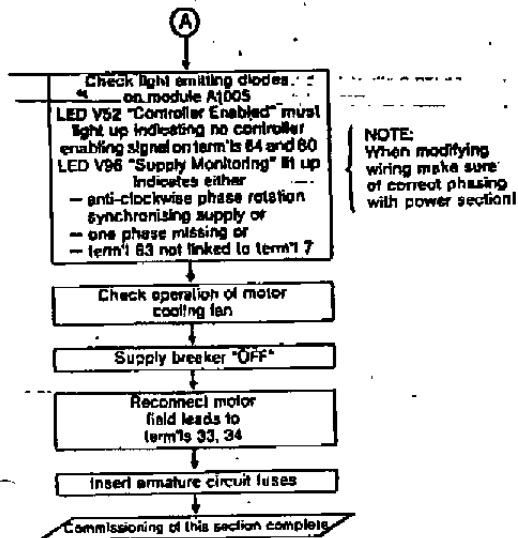 A
Check light emitting diodes
on module A1005
LED V52 "Controller Enabled" must
light up indicating no controller
enabling signal on term'ls 64 and 80
LED V96 "Supply Monitoring" lit up
indicates either
– anti-clockwise phase rotation
synchronising supply or
– one phase missing or
– term'l 63 not linked to term'l 7
NOTE:
When modifying
wiring make sure
of correct phasing
with power section!
Check operation of motor
cooling fan
Supply breaker "OFF"
Reconnect motor
field leads to
term'ls 33, 34
Insert armature circuit fuses
Commissioning of this section complete